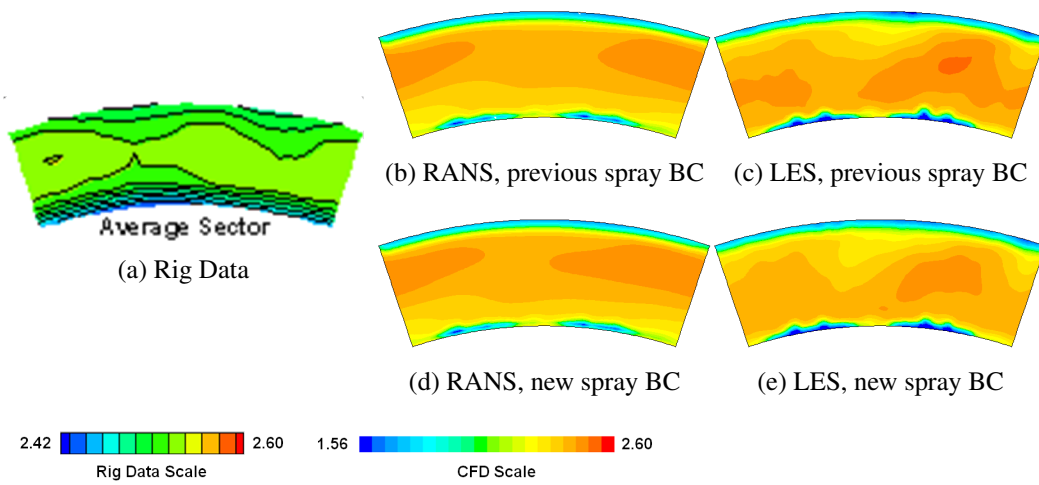 Average Sector
(a) Rig Data
(b) RANS, previous spray BC
(c) LES, previous spray BC
(d) RANS, new spray BC
(e) LES, new spray BC
2.42 2.60
Rig Data Scale
1.56 2.60
CFD Scale